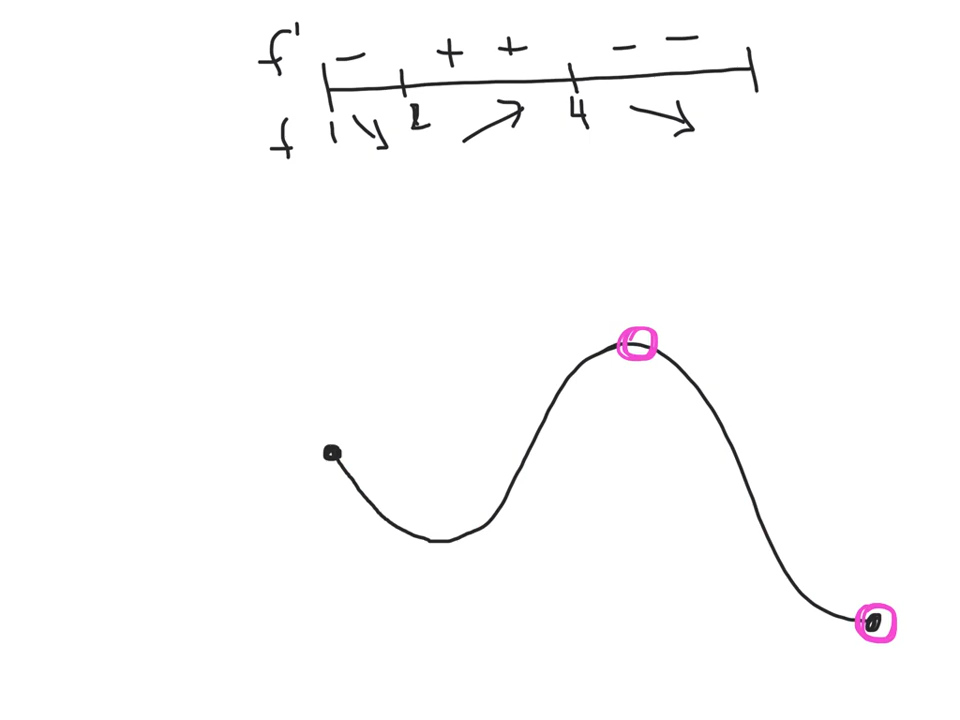 f' − + + − −
f 1 ↘ 2 ↗ 4 ↘